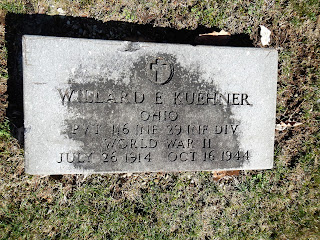 WILLARD E KUEHNER
OHIO
PVT 116 INF 29 INF DIV
WORLD WAR II
JULY 26 1914 OCT 16 1944